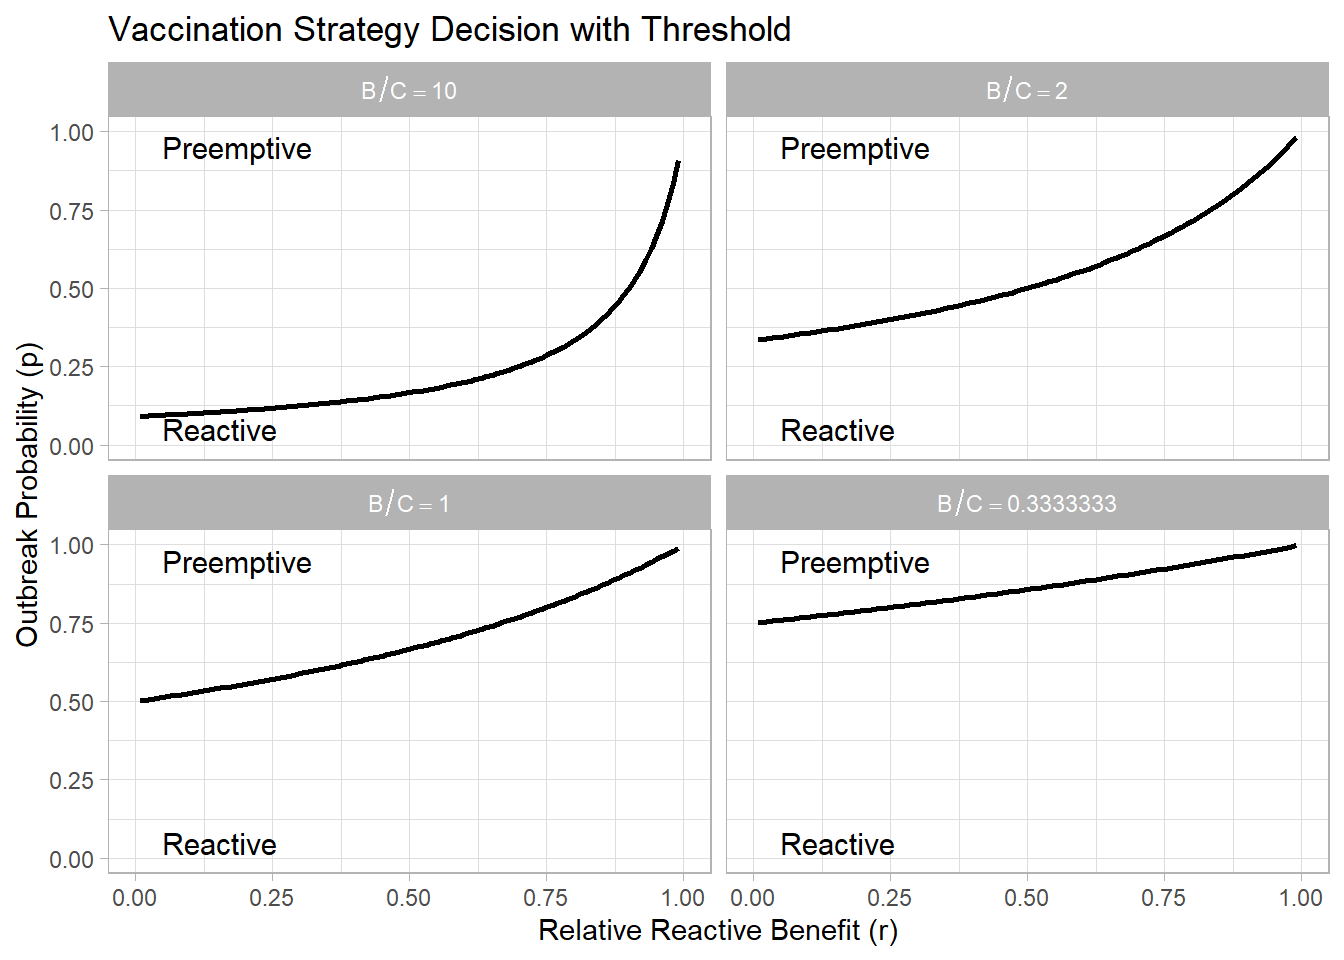 Vaccination Strategy Decision with Threshold
B/C = 10
B/C = 2
1.00
0.75
0.50
0.25
0.00
Preemptive
Reactive
Preemptive
Reactive
B/C = 1
B/C = 0.3333333
1.00
0.75
0.50
0.25
0.00
Preemptive
Reactive
Preemptive
Reactive
0.00 0.25 0.50 0.75 1.00
0.00 0.25 0.50 0.75 1.00
Relative Reactive Benefit (r)
Outbreak Probability (p)